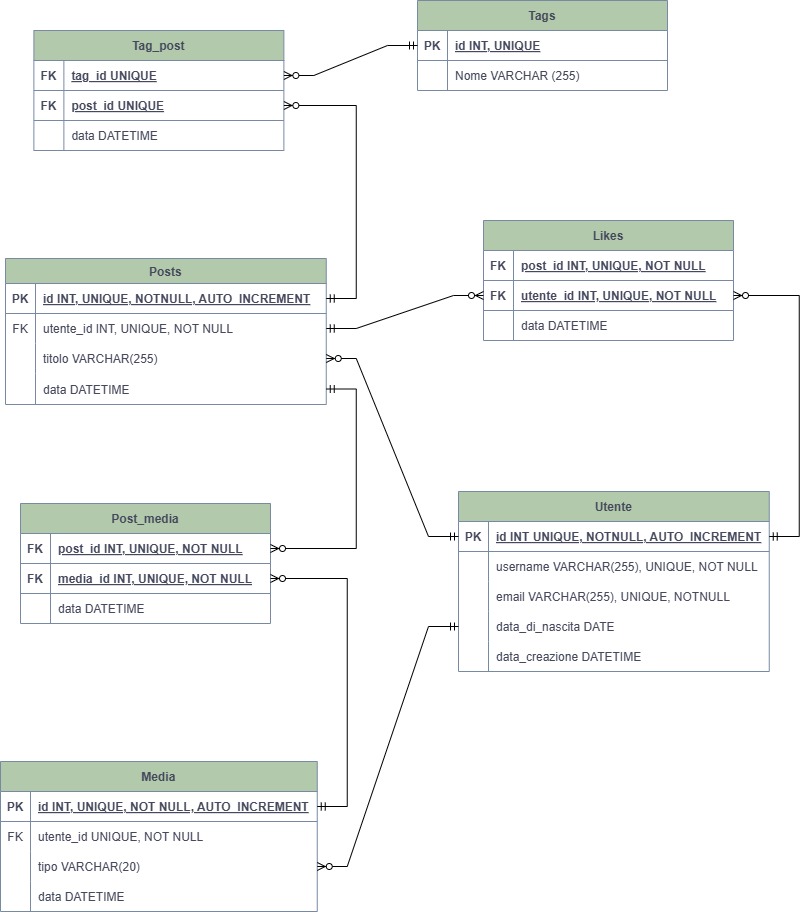 Tags
PK id INT, UNIQUE
Nome VARCHAR (255)
Tag_post
FK tag_id UNIQUE
FK post_id UNIQUE
data DATETIME
Likes
FK post_id INT, UNIQUE, NOT NULL
FK utente_id INT, UNIQUE, NOT NULL
data DATETIME
Posts
PK id INT, UNIQUE, NOTNULL, AUTO_INCREMENT
FK utente_id INT, UNIQUE, NOT NULL
titolo VARCHAR(255)
data DATETIME
Utente
PK id INT UNIQUE, NOTNULL, AUTO_INCREMENT
username VARCHAR(255), UNIQUE, NOT NULL
email VARCHAR(255), UNIQUE, NOTNULL
data_di_nascita DATE
data_creazione DATETIME
Post_media
FK post_id INT, UNIQUE, NOT NULL
FK media_id INT, UNIQUE, NOT NULL
data DATETIME
Media
PK id INT, UNIQUE, NOT NULL, AUTO_INCREMENT
FK utente_id UNIQUE, NOT NULL
tipo VARCHAR(20)
data DATETIME